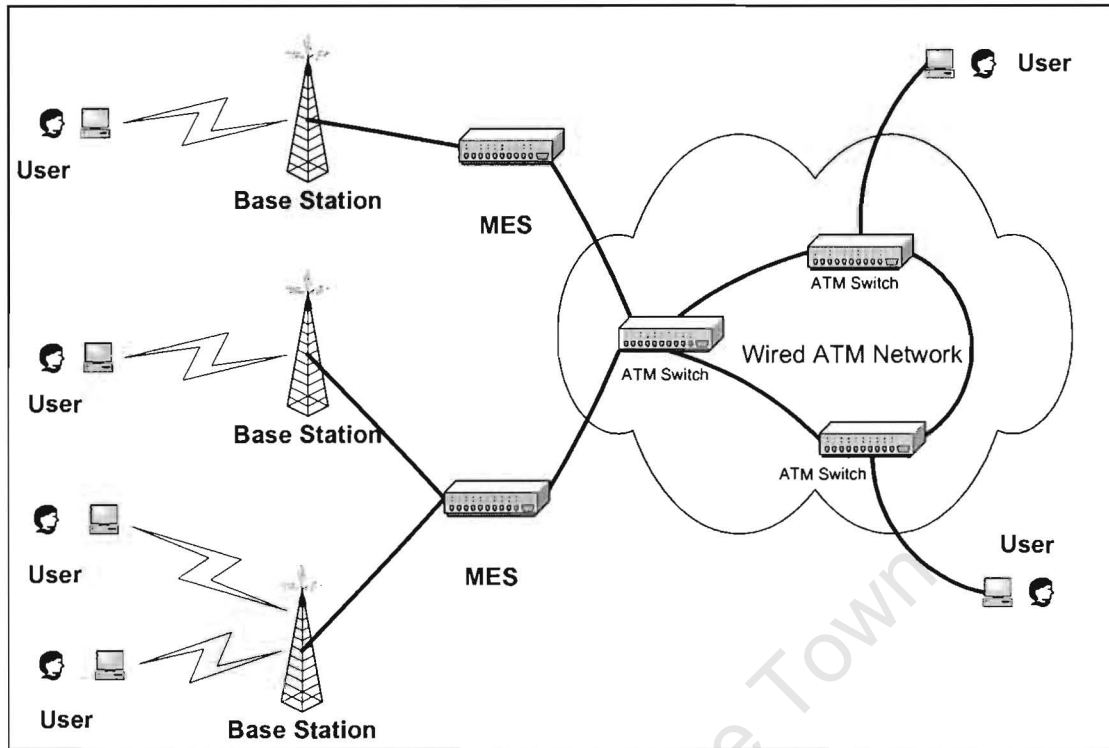 User
User
Base Station
MES
ATM Switch
User
Base Station
ATM Switch
Wired ATM Network
ATM Switch
User
MES
User
User
Base Station
e Town